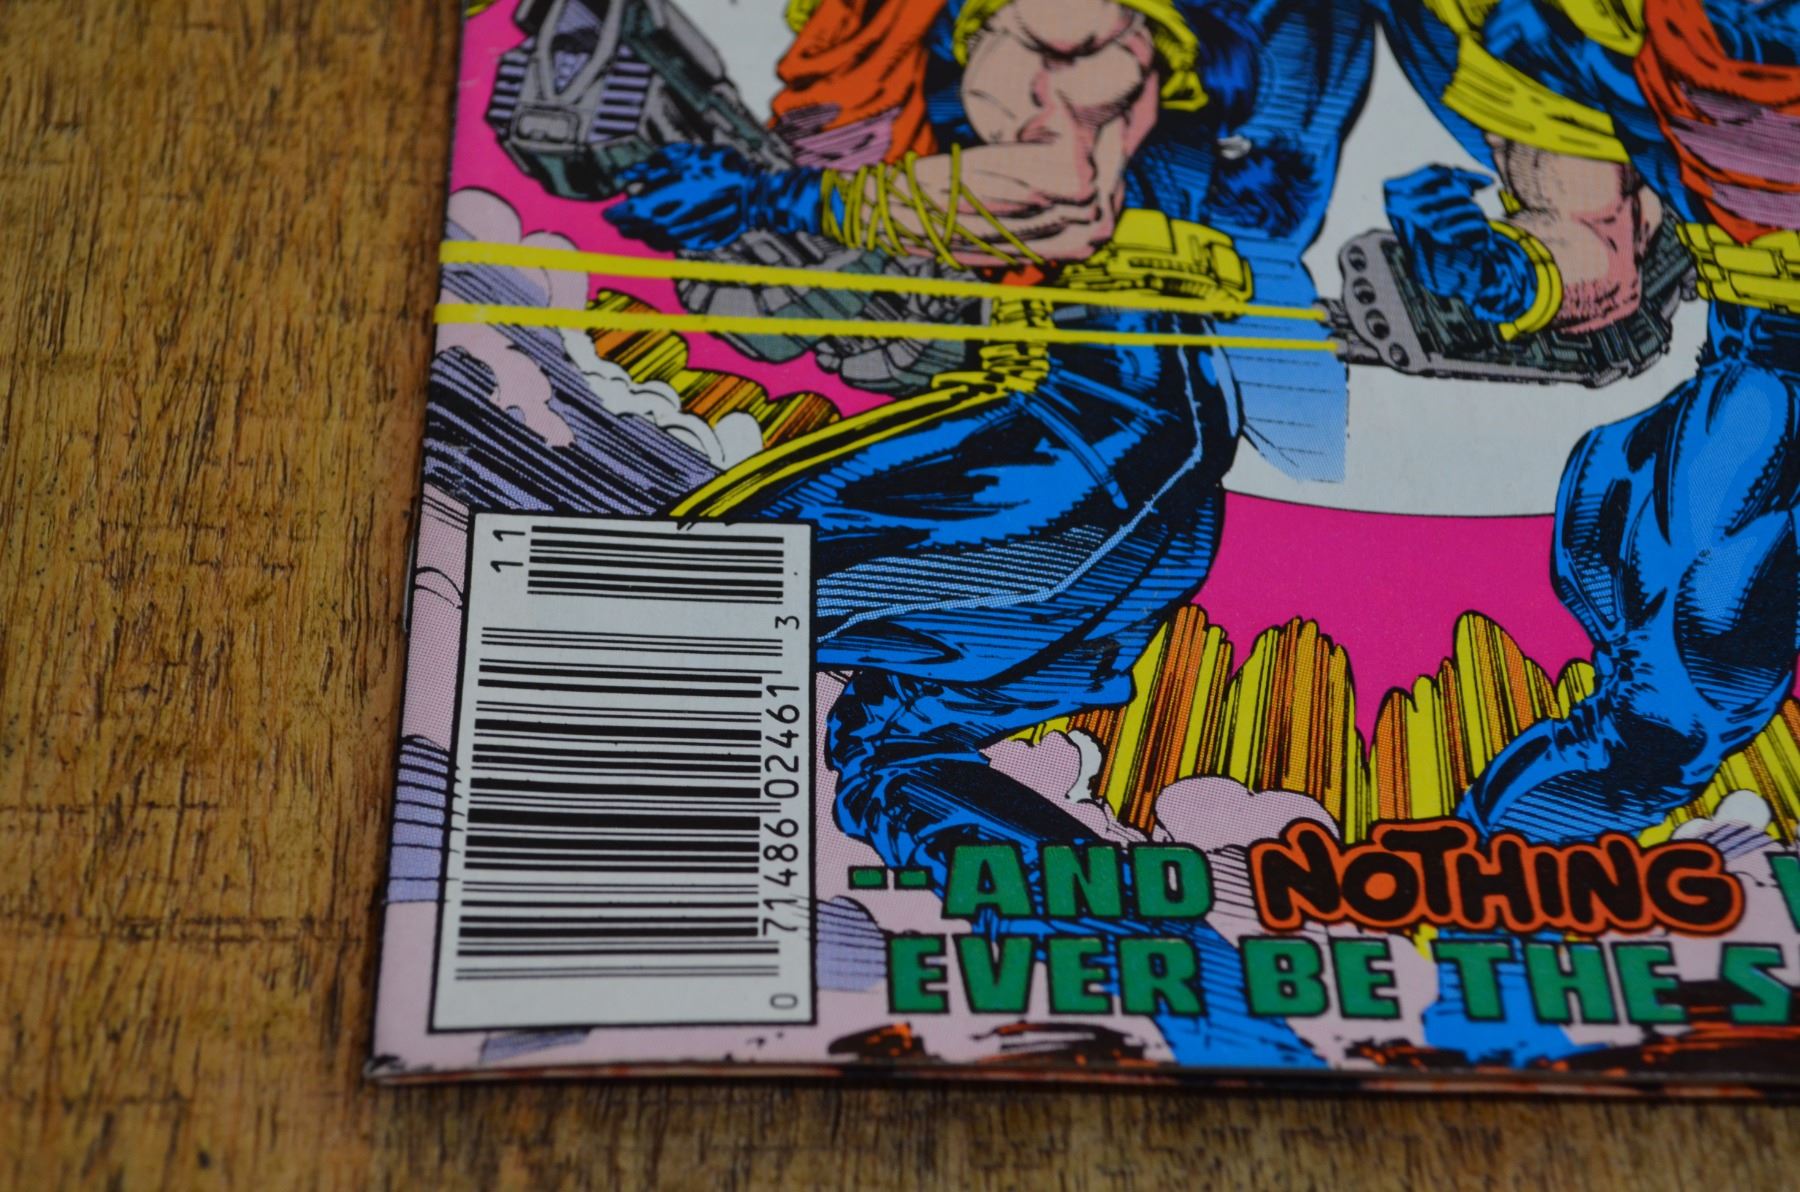 11
0 71486 02461 3
--AND NOTHING
EVER BE THE S